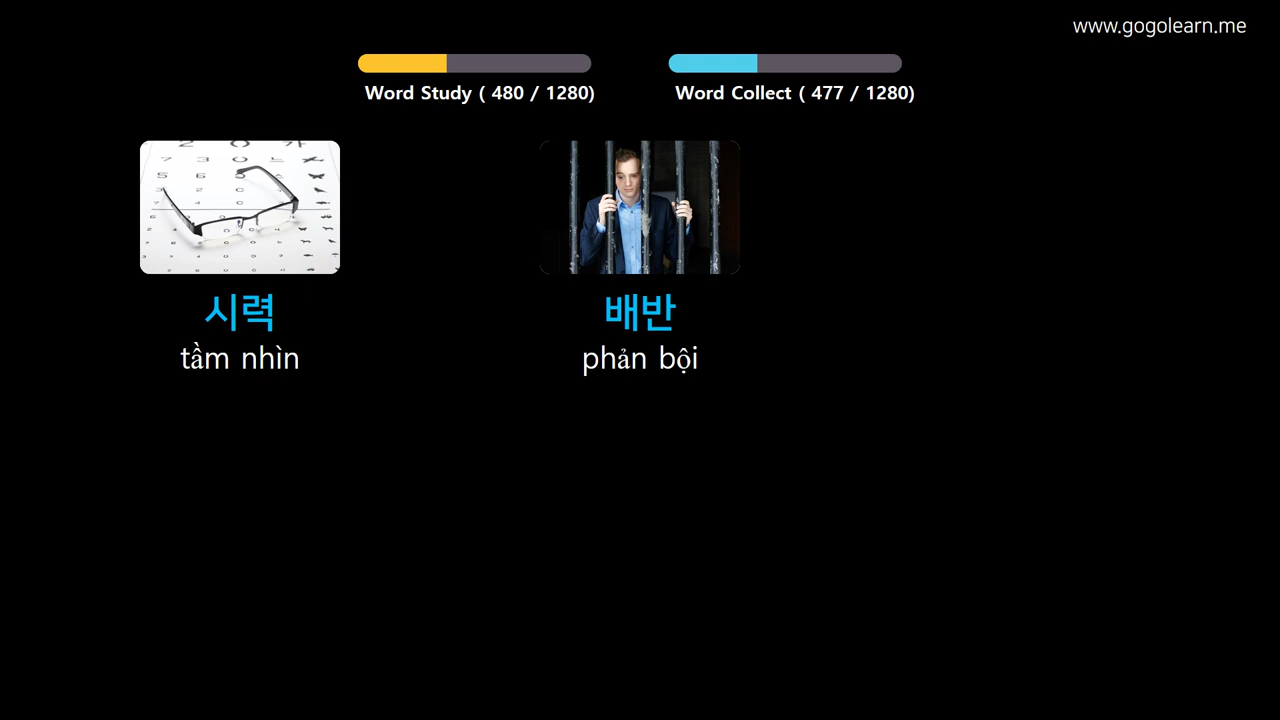 www.gogolearn.me
Word Study ( 480 / 1280)
Word Collect ( 477 / 1280)
시력
tầm nhìn
배반
phản bội